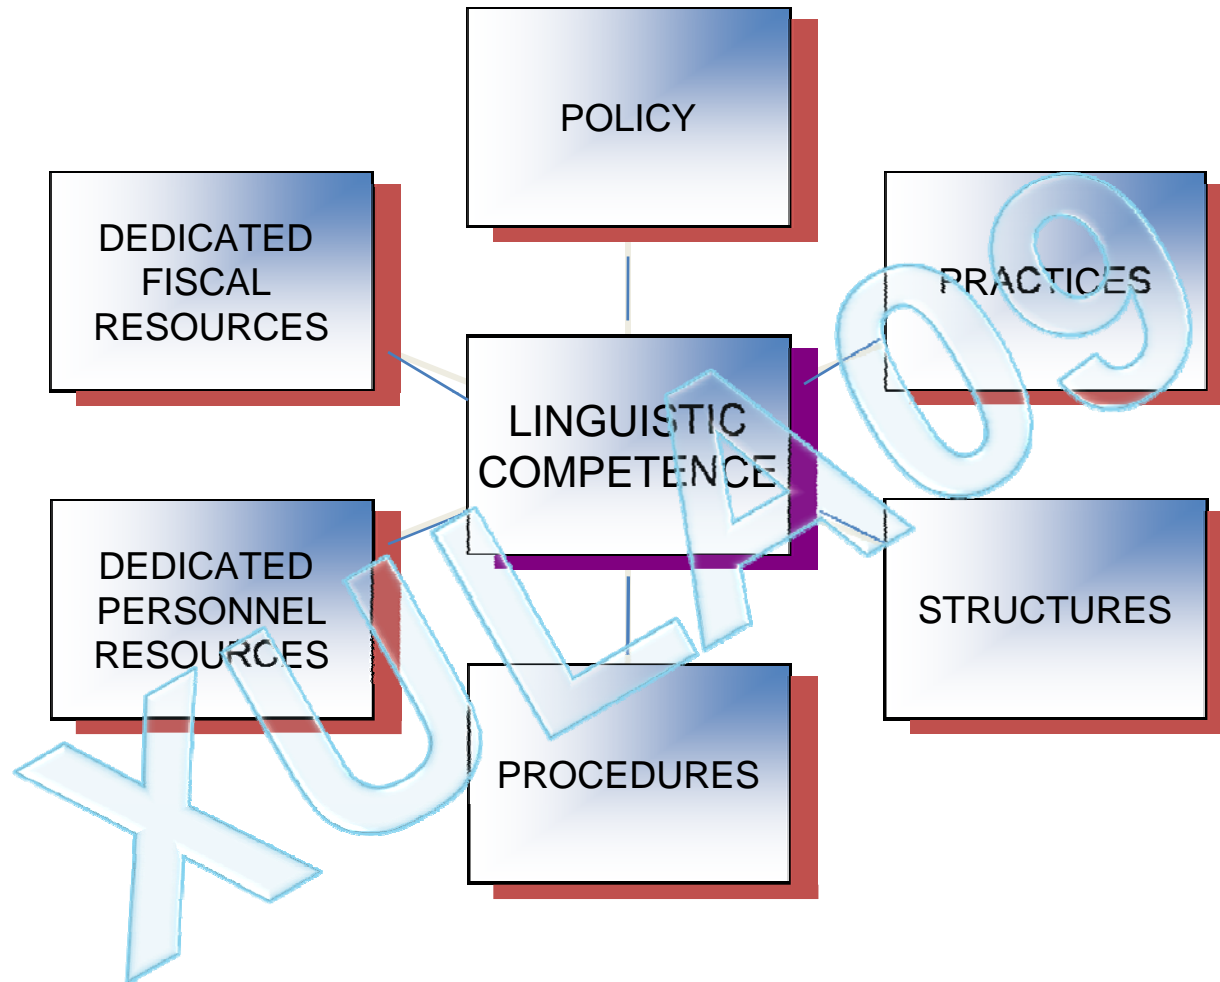 POLICY
DEDICATED
FISCAL
RESOURCES
PRACTICES
LINGUISTIC
COMPETENCE
DEDICATED
PERSONNEL
RESOURCES
STRUCTURES
PROCEDURES
XULA09